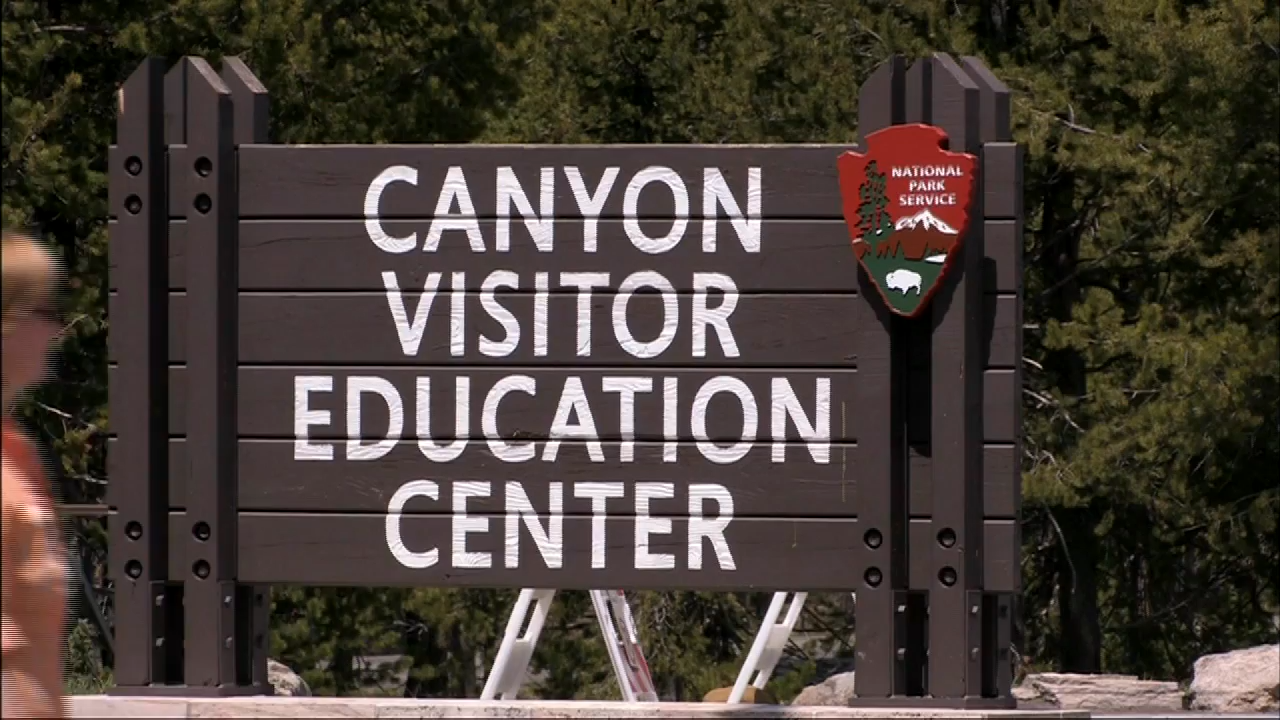 CANYON
VISITOR
EDUCATION
CENTER
NATIONAL
PARK
SERVICE